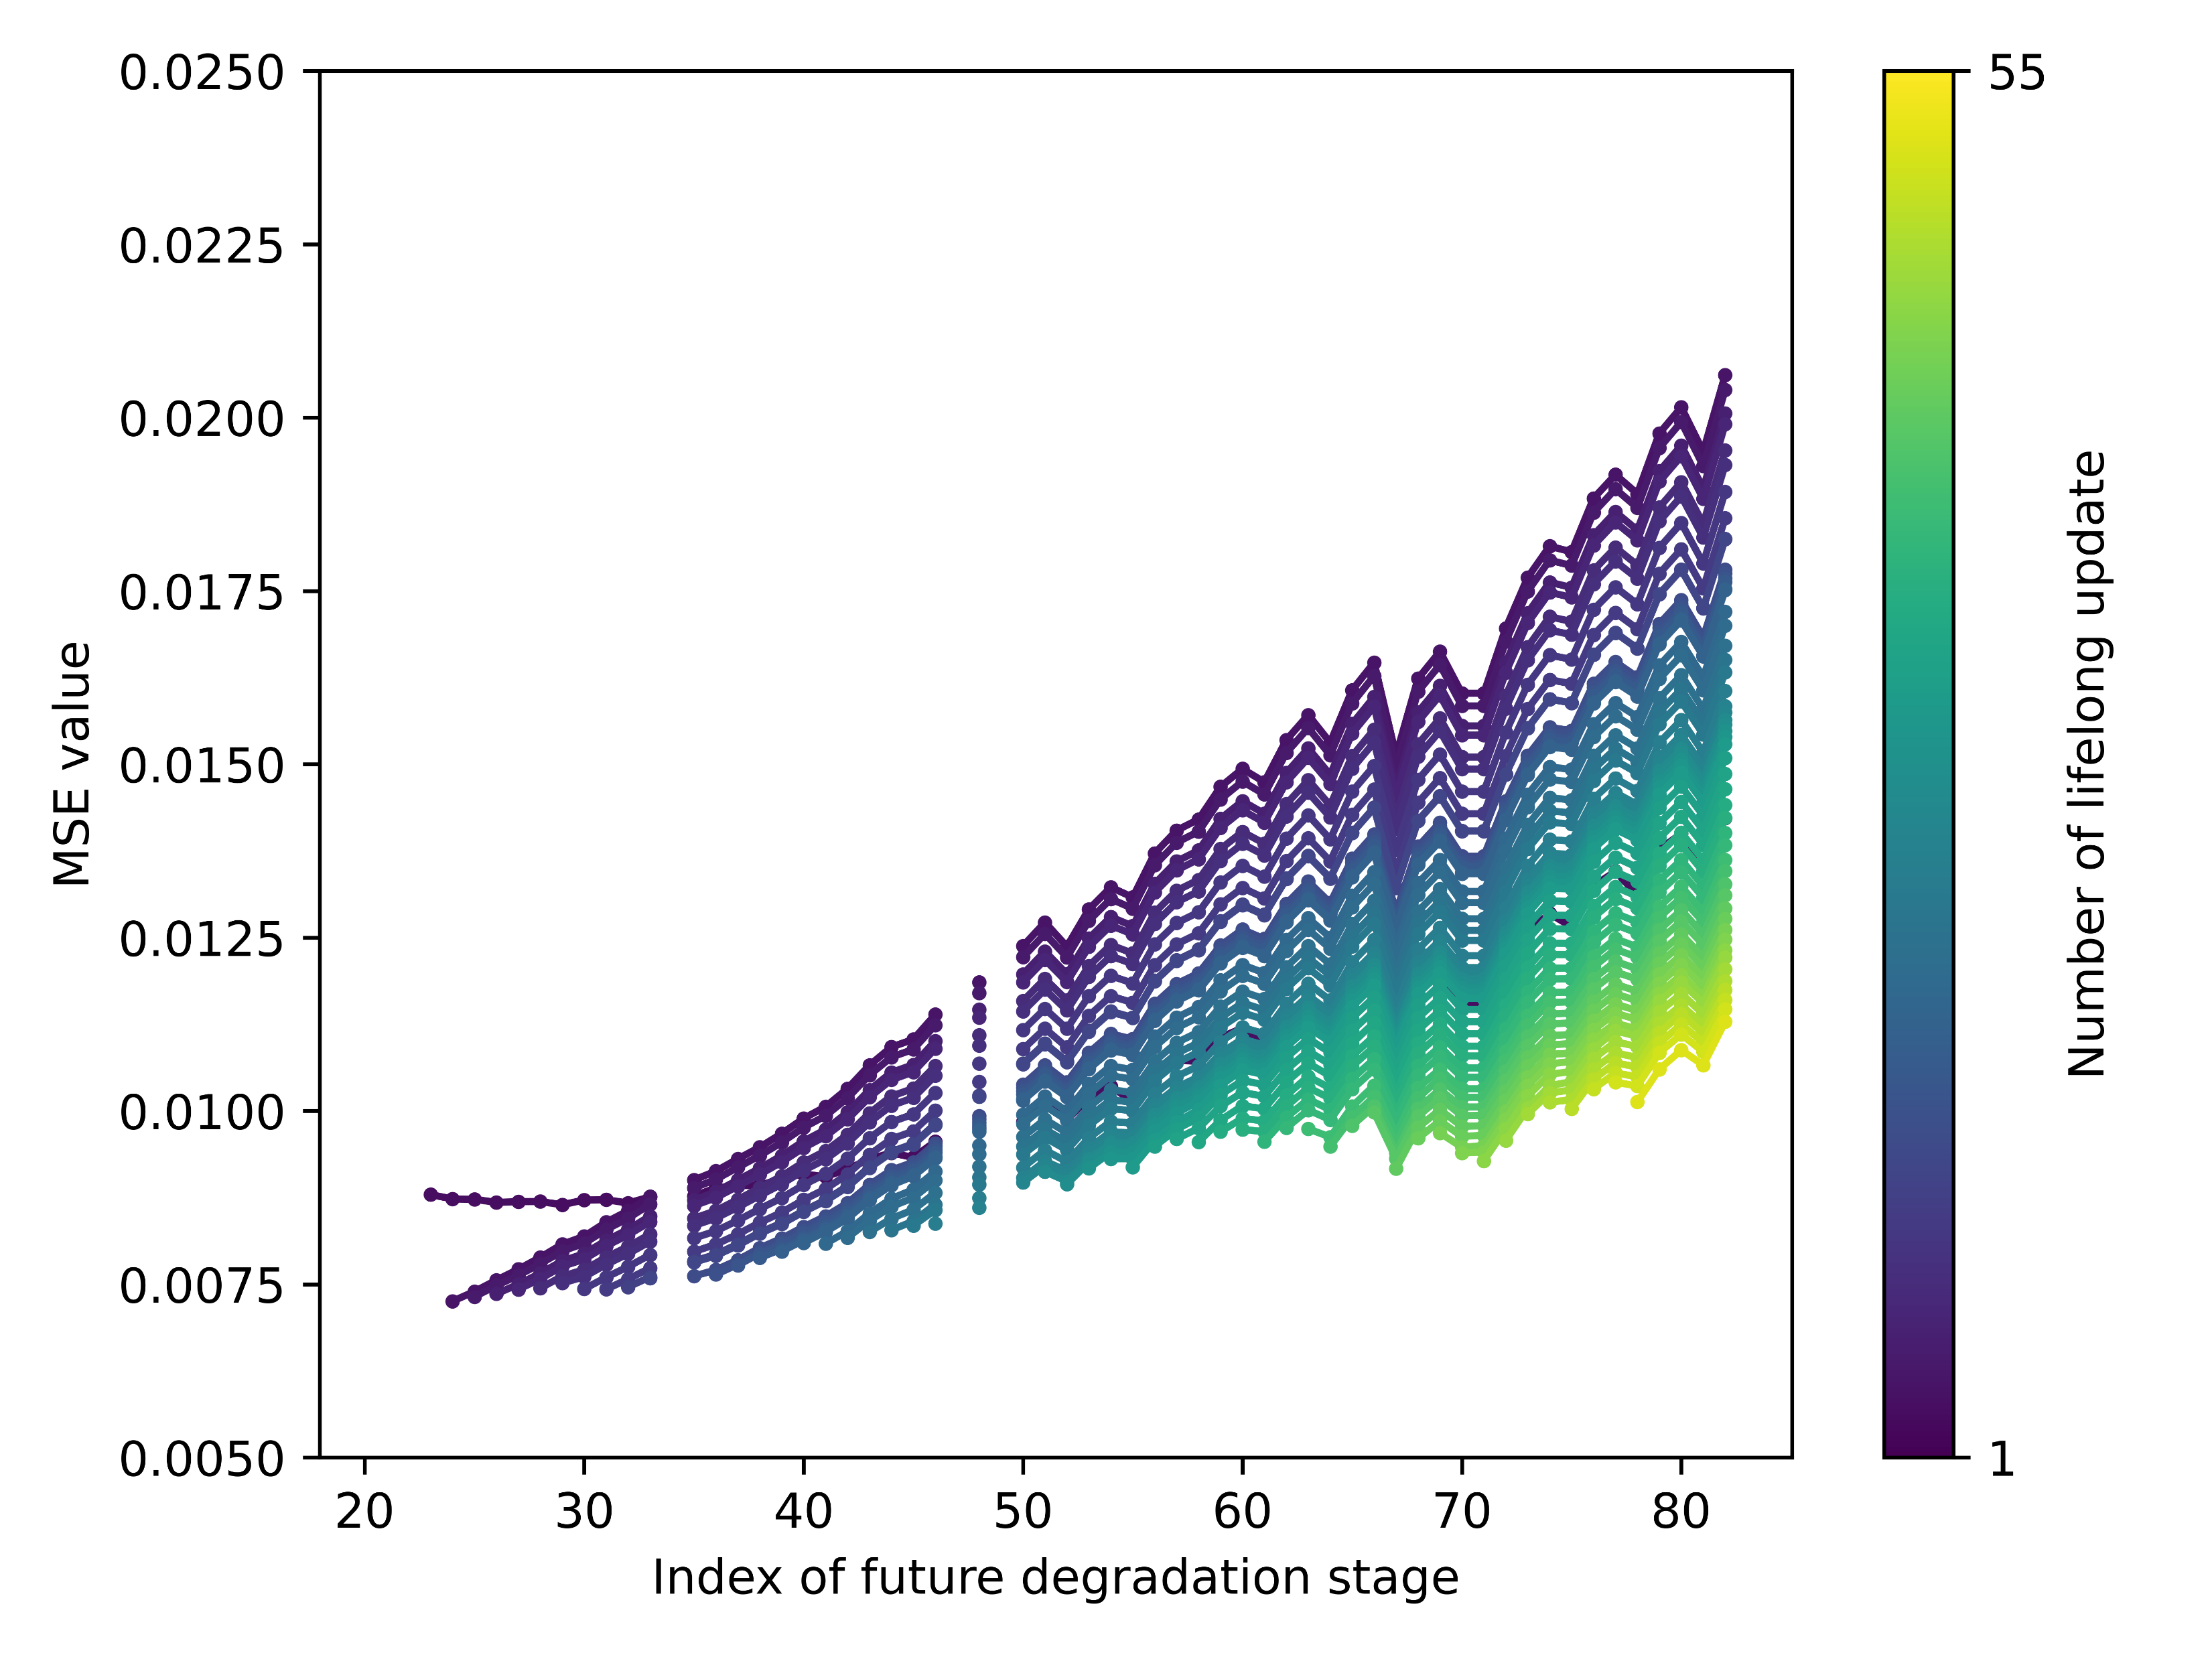 0.0250
0.0225
0.0200
0.0175
0.0150
0.0125
0.0100
0.0075
0.0050
MSE value
20 30 40 50 60 70 80
Index of future degradation stage
55
1
Number of lifelong update